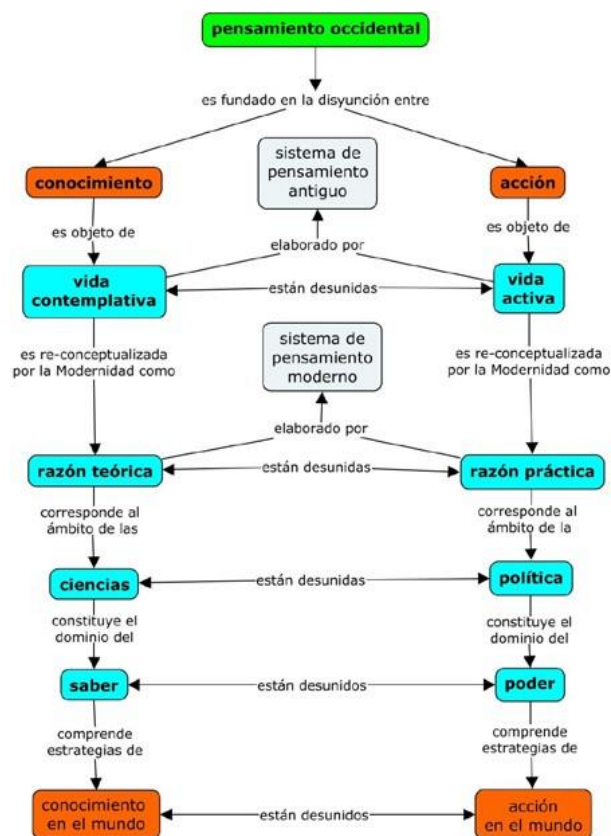 pensamiento occidental
es fundado en la disyunción entre
sistema de
pensamiento
antiguo
conocimiento
acción
es objeto de
es objeto de
elaborado por
vida
contemplativa
están desunidas
vida
activa
es re-conceptualizada
por la Modernidad como
sistema de
pensamiento
moderno
es re-conceptualizada
por la Modernidad como
elaborado por
razón teórica
están desunidas
razón práctica
corresponde al
ámbito de las
corresponde al
ámbito de la
ciencias
están desunidas
política
constituye el
dominio del
constituye el
dominio del
saber
están desunidos
poder
comprende
estrategias de
comprende
estrategias de
conocimiento
en el mundo
están desunidos
acción
en el mundo